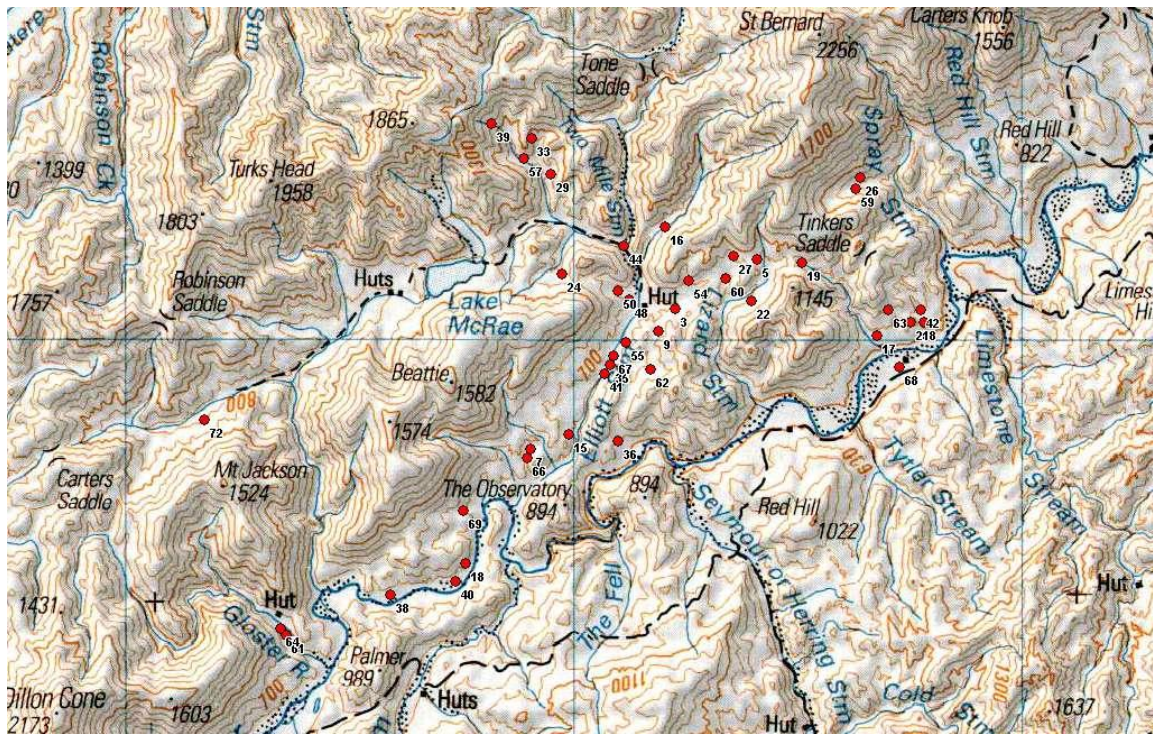 St Bernard
2256
Carters Knob
1556
Robinson Ck
Stm
Tone
Saddle
Red Hill Stm
Red Hill
822
1865
39
33
Two Mile Stm
1200
Spray Stm
1399
1000
57
29
Turks Head
1958
26
59
1803
16
Tinkers
Saddle
44
27
5
19
Robinson
Saddle
Huts
24
1757
Lake
McRae
50
48
Hut
54
60
22
1145
3
63
42
17
Limestone
Stream
55
9
700
67
35
41
62
68
Beattie
1582
600
72
1574
15
Elliott
36
Carters
Saddle
Mt Jackson
1524
7
66
The Observatory
894
894
Red Hill
1022
Tytler Stream
Seymour or Herring
Stm
69
18
40
38
The Fell
Hut
Hut
1431
Gloster R
64
61
Palmer
989
1100
1300
Cold
Stm
Dillon Cone
2173
1603
Huts
Hut
1637